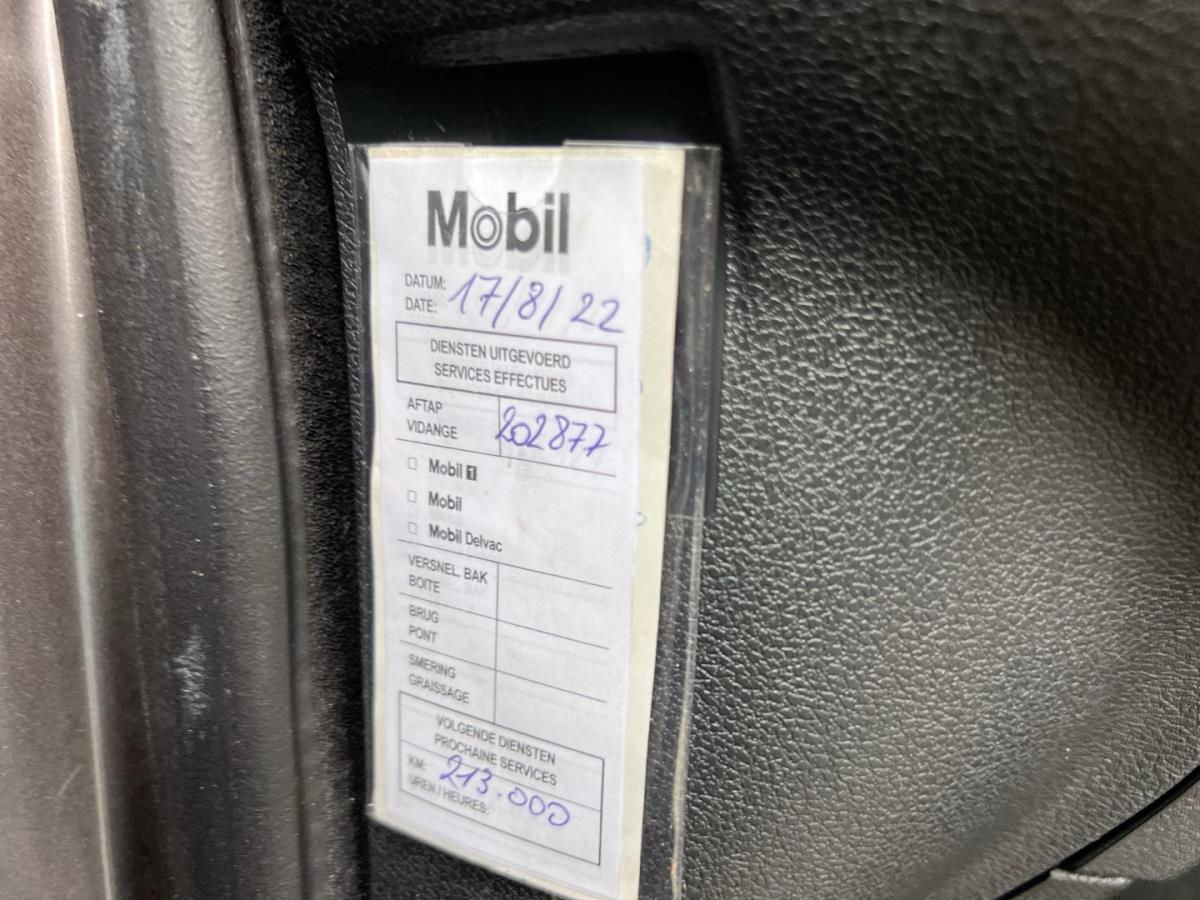 Mobil
DATUM:
DATE: 17/8/22
DIENSTEN UITGEVOERD
SERVICES EFFECTUES
AFTAP
VIDANGE 202877
Mobil 1
Mobil
Mobil Delvac
VERSNEL. BAK
BOITE
BRUG
PONT
SMERING
GRAISSAGE
VOLGENDE DIENSTEN
PROCHAINE SERVICES
KM: 213.000
UREN / HEURES: